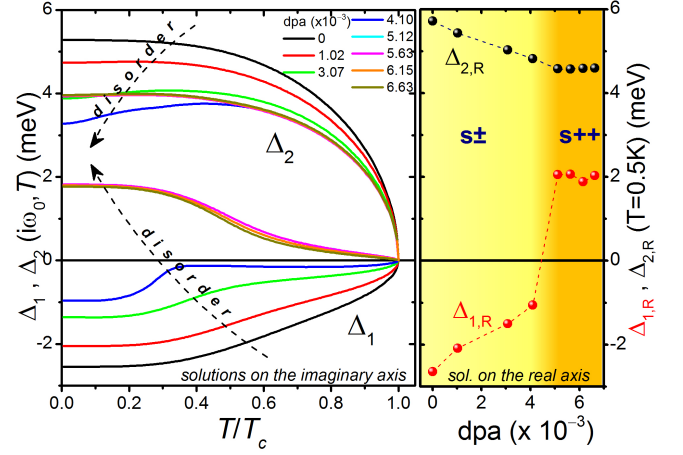 dpa (x10⁻³)
0
1.02
3.07
4.10
5.12
5.63
6.15
6.63
disorder
Δ₂
disorder
Δ₁
solutions on the imaginary axis
Δ₁ , Δ₂ (iω₀,T) (meV)
6
4
2
0
-2
0.0 0.2 0.4 0.6 0.8 1.0
T/Tc
Δ₂,R
s± s++
Δ₁,R
sol. on the real axis
0 2 4 6
dpa (x 10⁻³)
6
4
2
0
-2
Δ₁,R , Δ₂,R (T=0.5K) (meV)